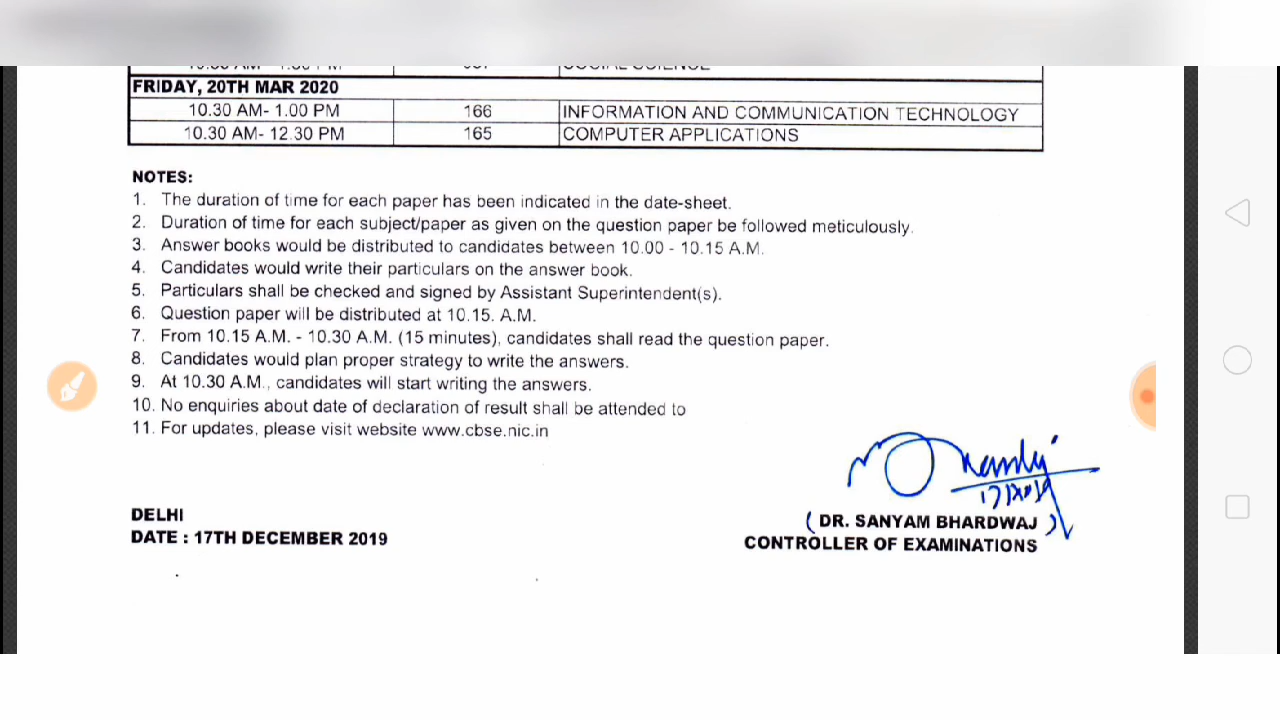 FRIDAY, 20TH MAR 2020
10.30 AM- 1.00 PM 166 INFORMATION AND COMMUNICATION TECHNOLOGY
10.30 AM- 12.30 PM 165 COMPUTER APPLICATIONS
NOTES:
1. The duration of time for each paper has been indicated in the date-sheet.
2. Duration of time for each subject/paper as given on the question paper be followed meticulously.
3. Answer books would be distributed to candidates between 10.00 - 10.15 A.M.
4. Candidates would write their particulars on the answer book.
5. Particulars shall be checked and signed by Assistant Superintendent(s).
6. Question paper will be distributed at 10.15. A.M.
7. From 10.15 A.M. - 10.30 A.M. (15 minutes), candidates shall read the question paper.
8. Candidates would plan proper strategy to write the answers.
9. At 10.30 A.M., candidates will start writing the answers.
10. No enquiries about date of declaration of result shall be attended to
11. For updates, please visit website www.cbse.nic.in
DELHI
DATE : 17TH DECEMBER 2019
(DR. SANYAM BHARDWAJ)
CONTROLLER OF EXAMINATIONS